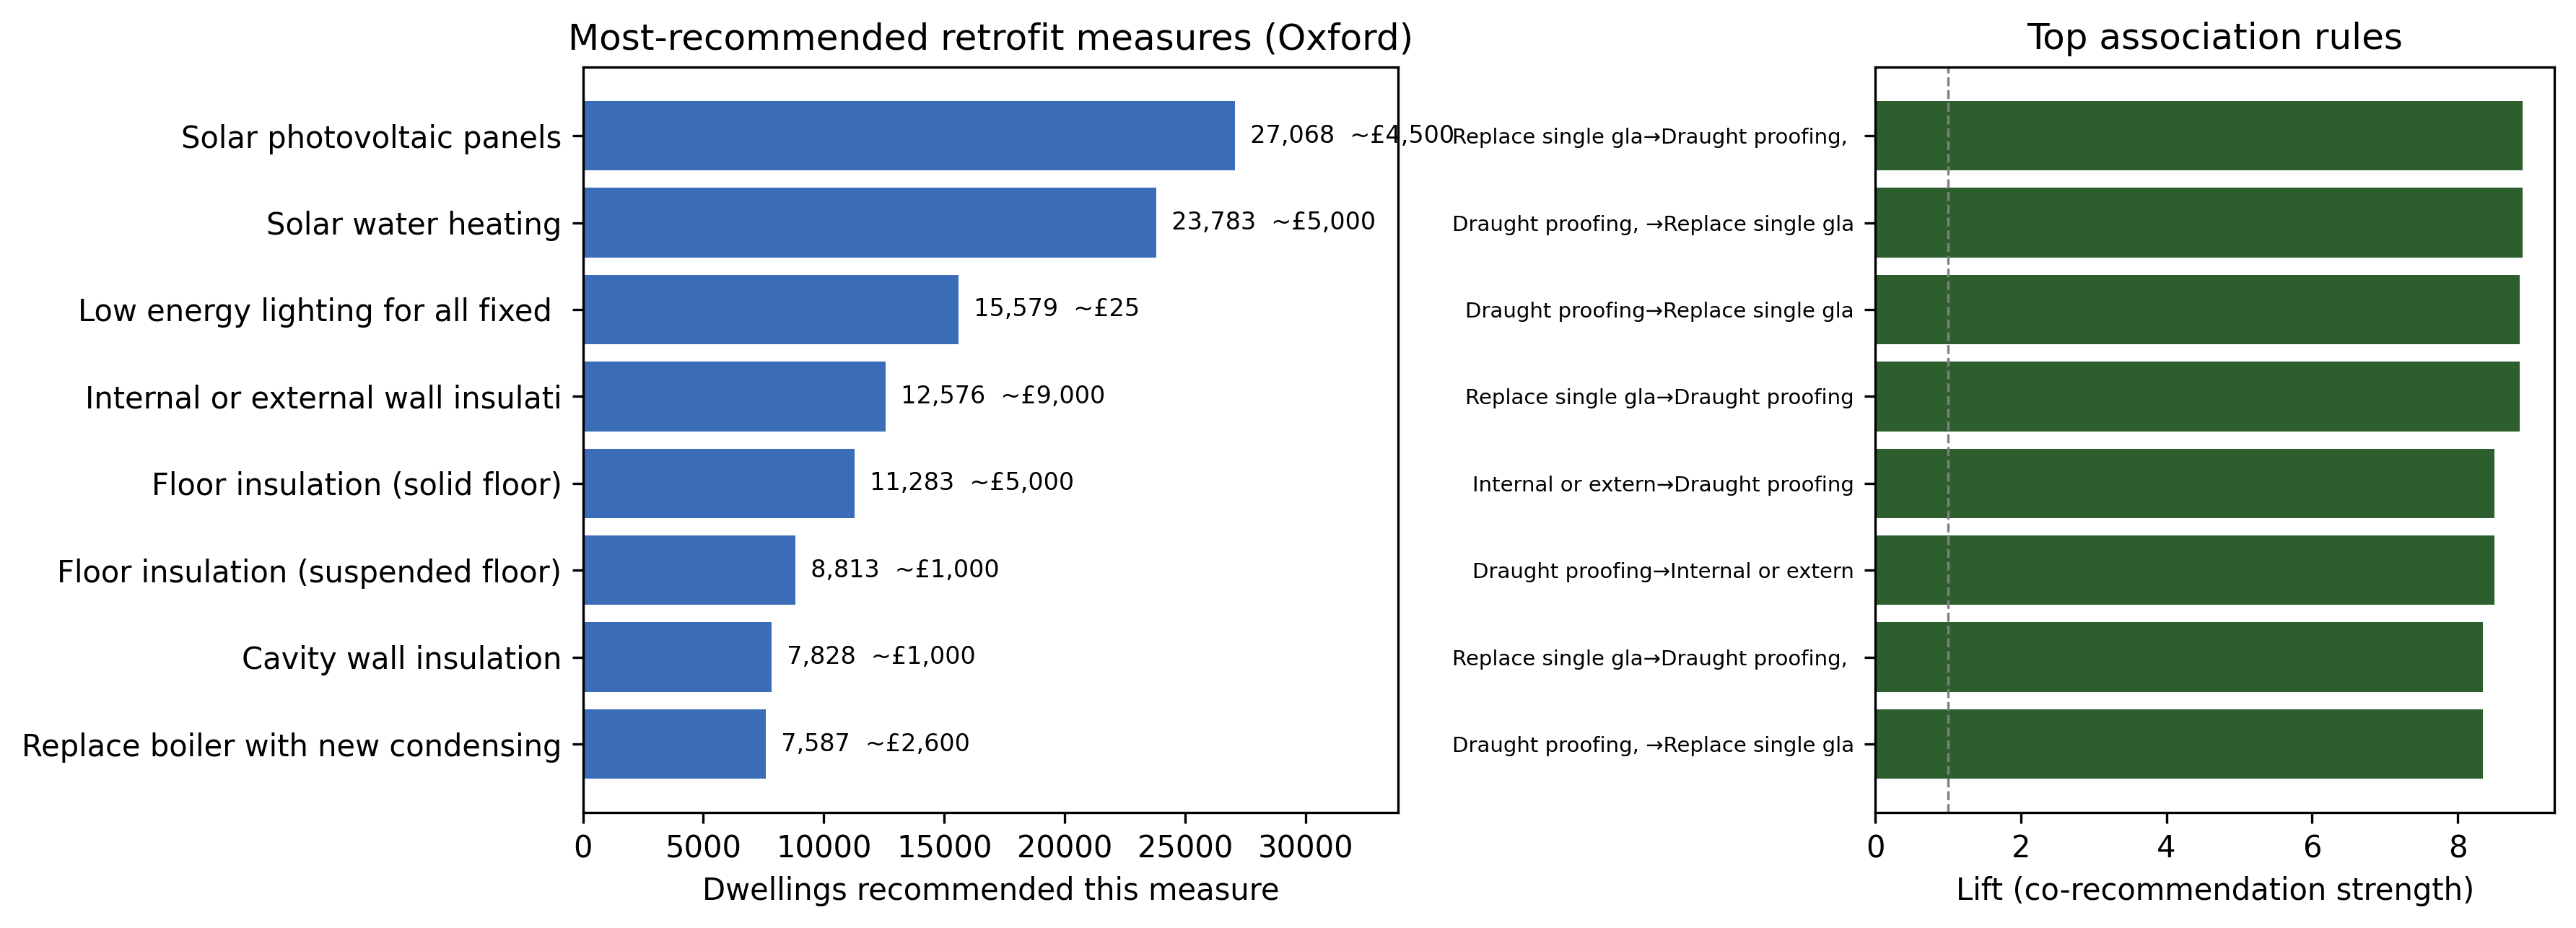 Most-recommended retrofit measures (Oxford)
Solar photovoltaic panels
27,068 ~£4,500
Solar water heating
23,783 ~£5,000
Low energy lighting for all fixed
15,579 ~£25
Internal or external wall insulati
12,576 ~£9,000
Floor insulation (solid floor)
11,283 ~£5,000
Floor insulation (suspended floor)
8,813 ~£1,000
Cavity wall insulation
7,828 ~£1,000
Replace boiler with new condensing
7,587 ~£2,600
0 5000 10000 15000 20000 25000 30000
Dwellings recommended this measure
Top association rules
Replace single gla→Draught proofing,
Draught proofing, →Replace single gla
Draught proofing→Replace single gla
Replace single gla→Draught proofing
Internal or extern→Draught proofing
Draught proofing→Internal or extern
Replace single gla→Draught proofing,
Draught proofing, →Replace single gla
0 2 4 6 8
Lift (co-recommendation strength)